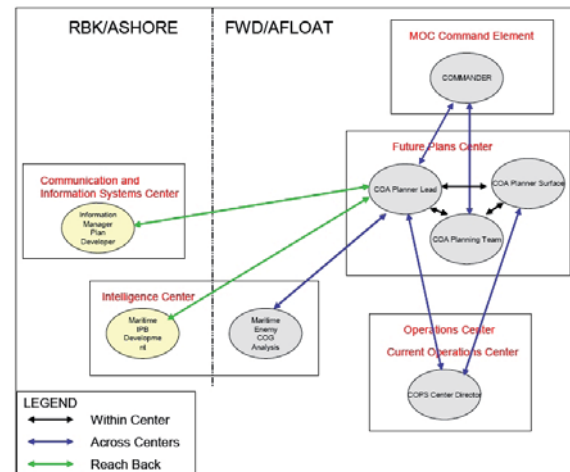 RBK/ASHORE
FWD/AFLOAT
MOC Command Element
COMMANDER
Future Plans Center
COA Planner Lead
COA Planner Surface
COA Planning Team
Communication and
Information Systems Center
Information
Manager
Plan
Developer
Intelligence Center
Maritime
IPB
Developme
nt
Maritime
Enemy
COG
Analysis
Operations Center
Current Operations Center
COPS Center Director
LEGEND
Within Center
Across Centers
Reach Back